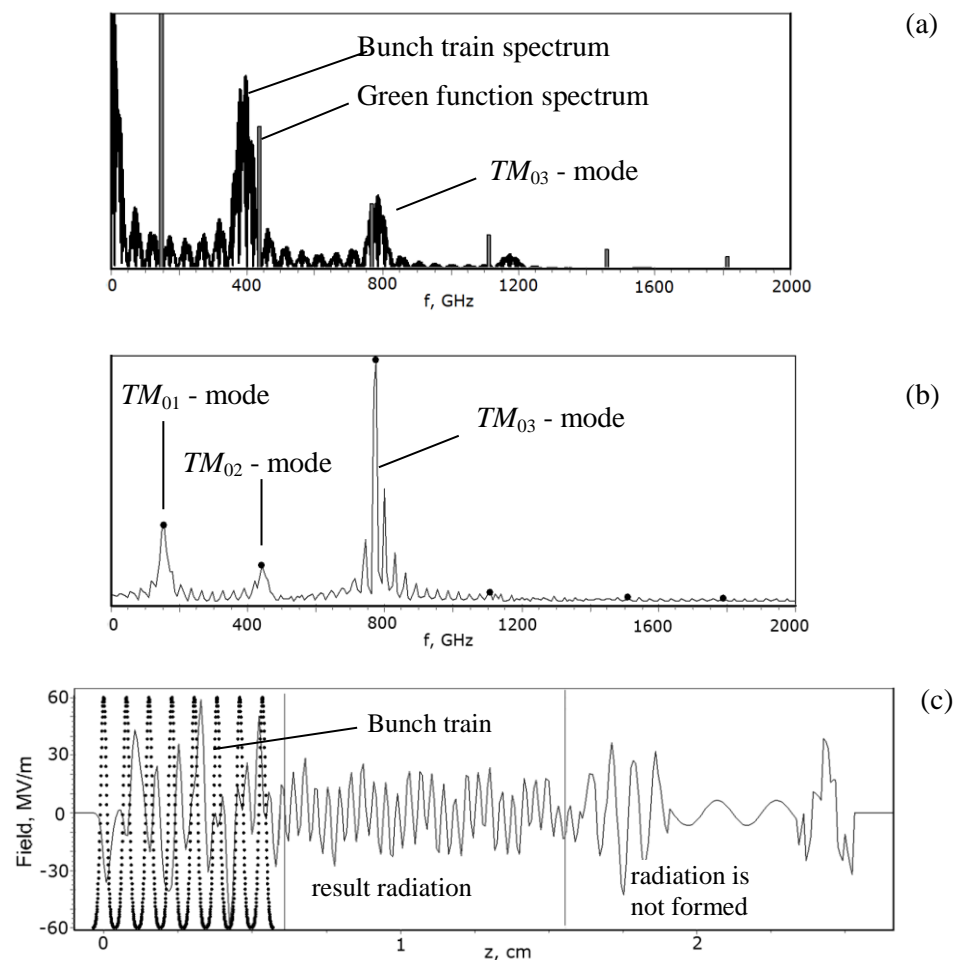 (a)
Bunch train spectrum
Green function spectrum
TM03 - mode
0 400 800 1200 1600 2000
f, GHz
(b)
TM01 - mode
TM02 - mode
TM03 - mode
0 400 800 1200 1600 2000
f, GHz
(c)
60
30
0
-30
-60
Field, MV/m
Bunch train
result radiation
radiation is
not formed
0 1 2
z, cm